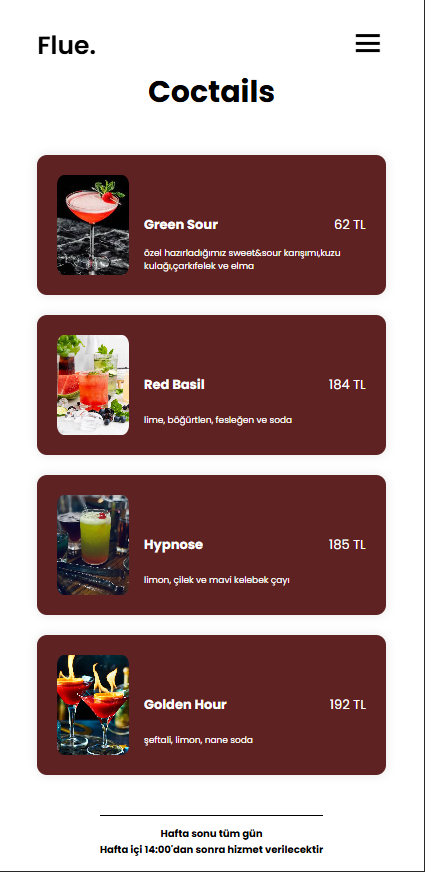 Flue.
Coctails
Green Sour
62 TL
özel hazırladığımız sweet&sour karışımı,kuzu
kulağı,çarkıfelek ve elma
Red Basil
184 TL
lime, böğürtlen, fesleğen ve soda
Hypnose
185 TL
limon, çilek ve mavi kelebek çayı
Golden Hour
192 TL
şeftali, limon, nane soda
Hafta sonu tüm gün
Hafta içi 14:00'dan sonra hizmet verilecektir